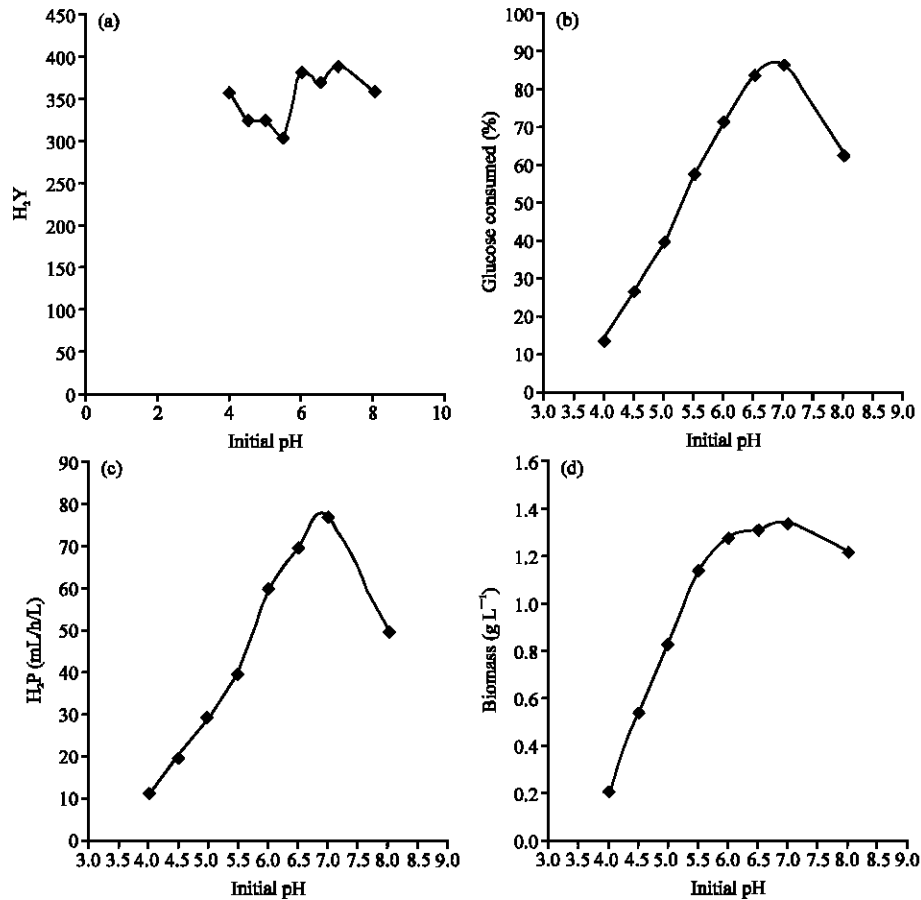 (a)
450
400
350
300
250
200
150
100
50
0
H₂Y
0 2 4 6 8 10
Initial pH
(b)
100
90
80
70
60
50
40
30
20
10
0
Glucose consumed (%)
3.0 3.5 4.0 4.5 5.0 5.5 6.0 6.5 7.0 7.5 8.0 8.5 9.0
Initial pH
(c)
90
80
70
60
50
40
30
20
10
0
H₂P (mL/h/L)
3.0 3.5 4.0 4.5 5.0 5.5 6.0 6.5 7.0 7.5 8.0 8.5 9.0
Initial pH
(d)
1.6
1.4
1.2
1.0
0.8
0.6
0.4
0.2
0.0
Biomass (g L⁻¹)
3.0 3.5 4.0 4.5 5.0 5.5 6.0 6.5 7.0 7.5 8.0 8.5 9.0
Initial pH